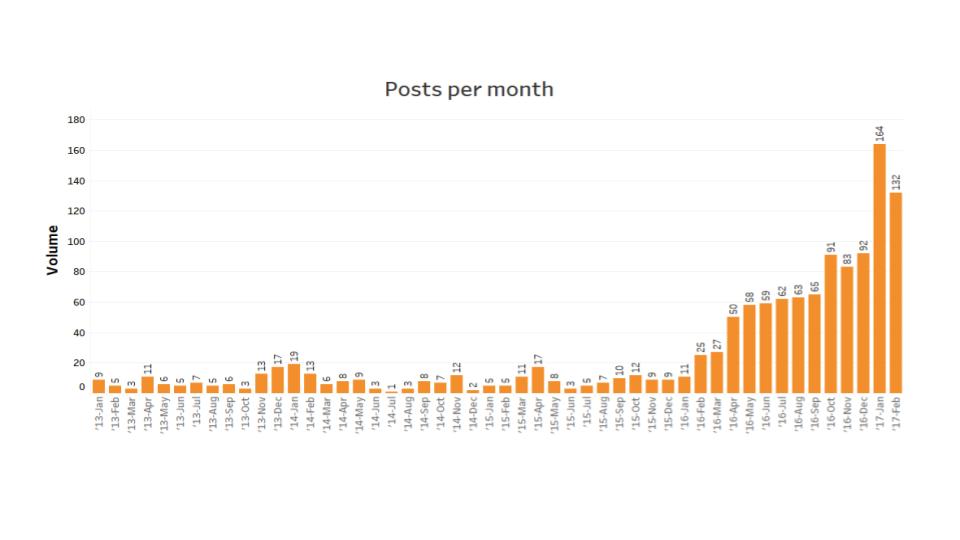 Posts per month
Volume
180
160
140
120
100
80
60
40
20
0
9 5 3 11 6 5 7 5 6 3 13 17 19 13 6 8 9 3 1 3 8 7 12 2 5 5 11 17 8 3 5 7 10 12 9 9 11 25 27 50 58 59 62 63 65 91 83 92 164 132
'13-Jan '13-Feb '13-Mar '13-Apr '13-May '13-Jun '13-Jul '13-Aug '13-Sep '13-Oct '13-Nov '13-Dec '14-Jan '14-Feb '14-Mar '14-Apr '14-May '14-Jun '14-Jul '14-Aug '14-Sep '14-Oct '14-Nov '14-Dec '15-Jan '15-Feb '15-Mar '15-Apr '15-May '15-Jun '15-Jul '15-Aug '15-Sep '15-Oct '15-Nov '15-Dec '16-Jan '16-Feb '16-Mar '16-Apr '16-May '16-Jun '16-Jul '16-Aug '16-Sep '16-Oct '16-Nov '16-Dec '17-Jan '17-Feb